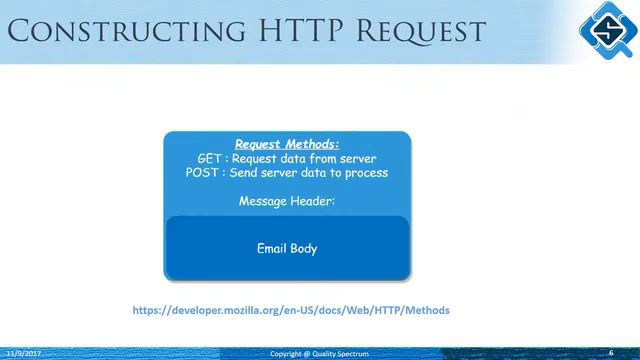 CONSTRUCTING HTTP REQUEST
Request Methods:
GET : Request data from server
POST : Send server data to process
Message Header:
Email Body
https://developer.mozilla.org/en-US/docs/Web/HTTP/Methods
11/9/2017
Copyright @ Quality Spectrum
6